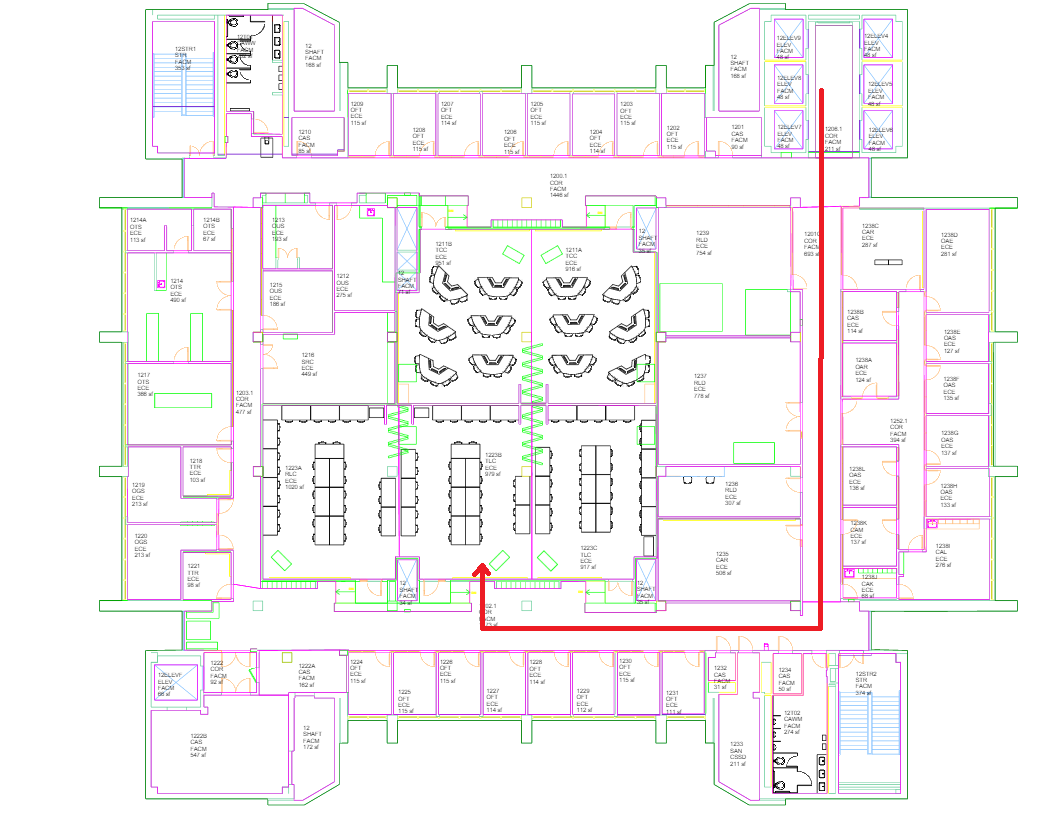 12STR1
STR
FACM
353 sf
12
SHAFT
FACM
168 sf
12
SHAFT
FACM
168 sf
12ELEV9
ELEV
FACM
48 sf
12ELEV4
ELEV
FACM
48 sf
12ELEV8
ELEV
FACM
48 sf
12ELEV5
ELEV
FACM
48 sf
12ELEV7
ELEV
FACM
48 sf
12ELEV6
ELEV
FACM
48 sf
1206.1
COR
FACM
211 sf
1210
CAS
FACM
85 sf
1209
OFT
ECE
115 sf
1208
OFT
ECE
115 sf
1207
OFT
ECE
114 sf
1206
OFT
ECE
115 sf
1205
OFT
ECE
115 sf
1204
OFT
ECE
114 sf
1203
OFT
ECE
115 sf
1202
OFT
ECE
115 sf
1201
CAS
FACM
90 sf
1200.1
COR
FACM
1446 sf
1214A
OTS
ECE
113 sf
1214B
OTS
ECE
67 sf
1213
OUS
ECE
193 sf
1214
OTS
ECE
490 sf
1215
OUS
ECE
186 sf
1212
OUS
ECE
275 sf
12
SHAFT
FACM
1211B
TCC
ECE
951 sf
1211A
TCC
ECE
916 sf
12
SHAFT
FACM
1239
RLD
ECE
754 sf
COR
FACM
693 sf
1238C
OAR
ECE
287 sf
1238D
OAE
ECE
281 sf
1238B
CAS
ECE
114 sf
1238E
OAS
ECE
127 sf
1238A
OAR
ECE
124 sf
1238F
OAS
ECE
135 sf
1216
SRC
ECE
449 sf
1217
OTS
ECE
388 sf
1203.1
COR
FACM
477 sf
1237
RLD
ECE
778 sf
1252.1
COR
FACM
394 sf
1238G
OAS
ECE
137 sf
1218
TTR
ECE
103 sf
1223A
RLC
ECE
1020 sf
1223B
TLC
ECE
979 sf
1238L
OAS
ECE
138 sf
1238H
OAS
ECE
133 sf
1219
OGS
ECE
213 sf
1236
RLD
ECE
307 sf
1238K
CAM
ECE
137 sf
1220
OGS
ECE
213 sf
1223C
TLC
ECE
917 sf
1235
CAR
ECE
508 sf
1238I
CAL
ECE
276 sf
1221
TTR
ECE
98 sf
12
SHAFT
FACM
34 sf
12
SHAFT
FACM
35 sf
1238J
CAK
ECE
68 sf
COR
FACM
12ELEVF
ELEV
FACM
86 sf
1222
COR
FACM
92 sf
1222A
CAS
FACM
162 sf
1224
OFT
ECE
115 sf
1225
OFT
ECE
115 sf
1226
OFT
ECE
115 sf
1227
OFT
ECE
114 sf
1228
OFT
ECE
114 sf
1229
OFT
ECE
112 sf
1230
OFT
ECE
115 sf
1231
OFT
ECE
111 sf
1232
CAS
FACM
31 sf
1234
CAS
FACM
50 sf
12STR2
STR
FACM
374 sf
1222B
CAS
FACM
547 sf
12
SHAFT
FACM
172 sf
1233
SAN
CSSD
211 sf
12102
CAWM
FACM
274 sf